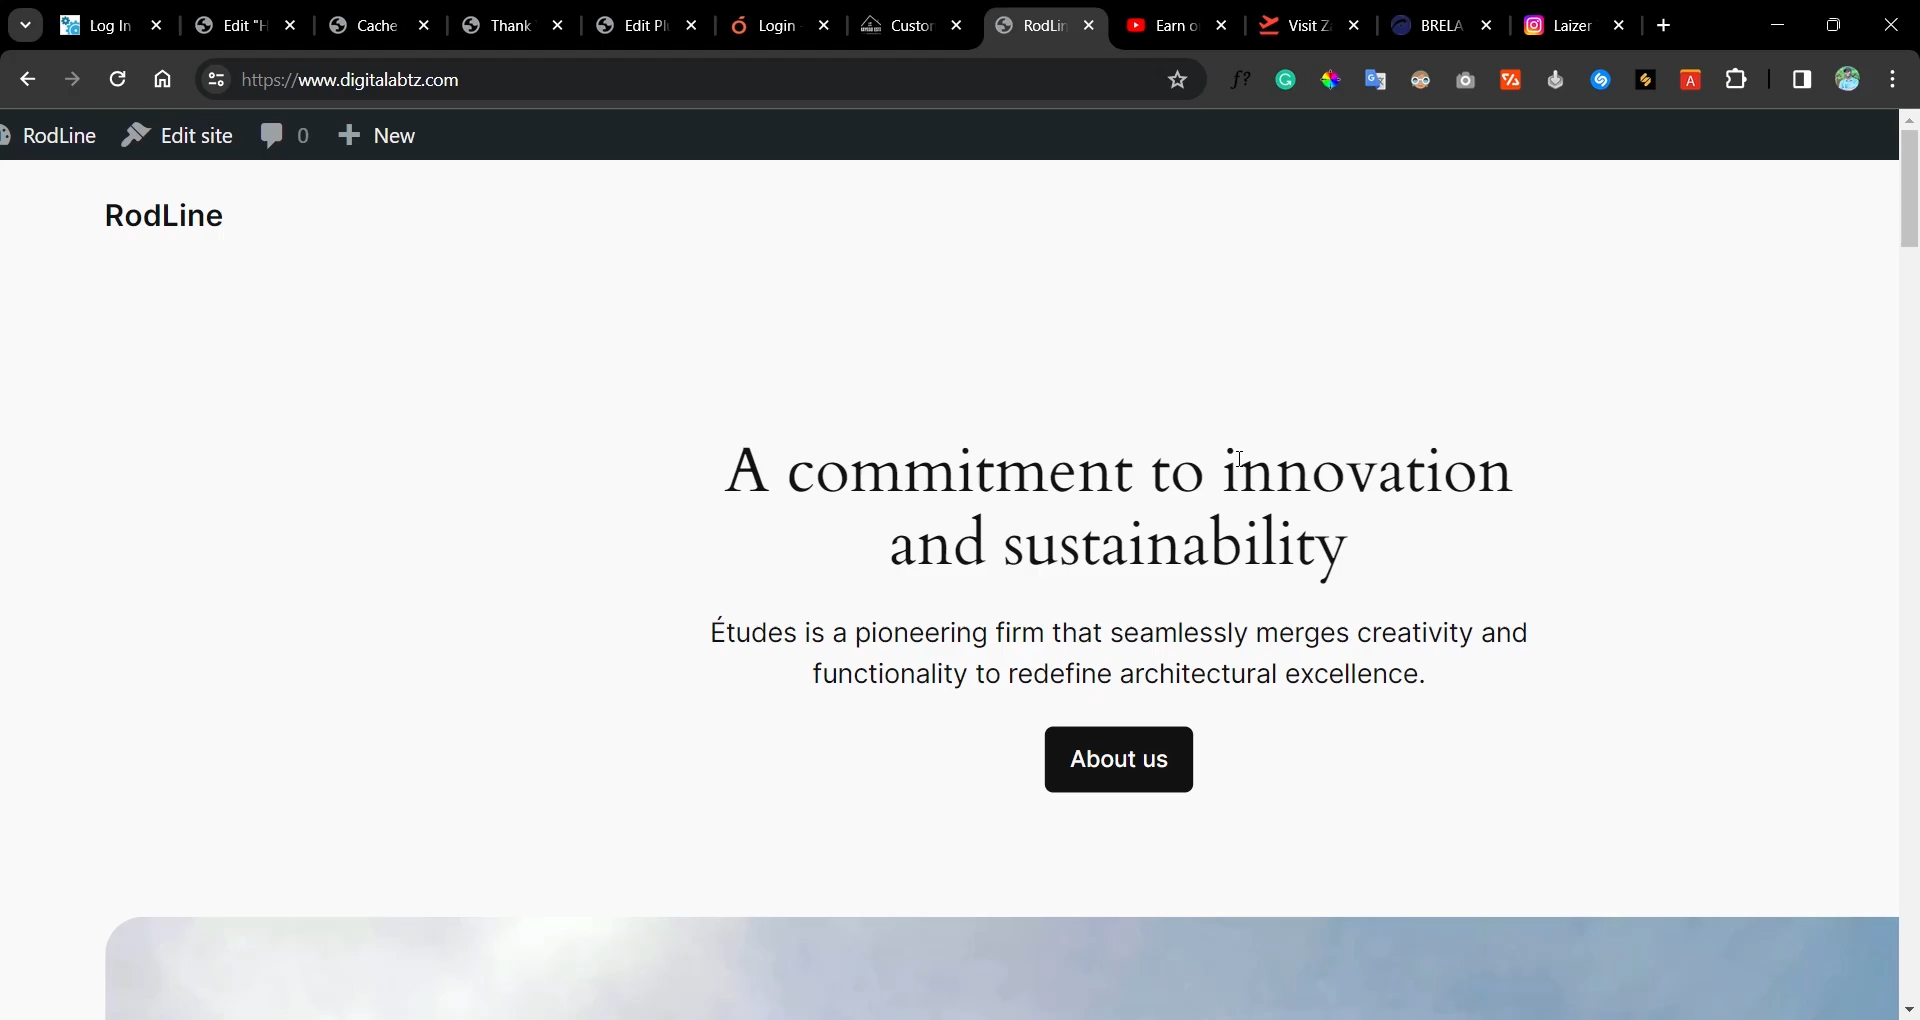 Log In
Edit "H
Cache
Thank
Edit Pl
Login
Custor
RodLin
Earn o
Visit Z
BRELA
Laizer
https://www.digitalabtz.com
f?
G
A
RodLine
Edit site
0
New
RodLine
A commitment to innovation
and sustainability
Études is a pioneering firm that seamlessly merges creativity and
functionality to redefine architectural excellence.
About us